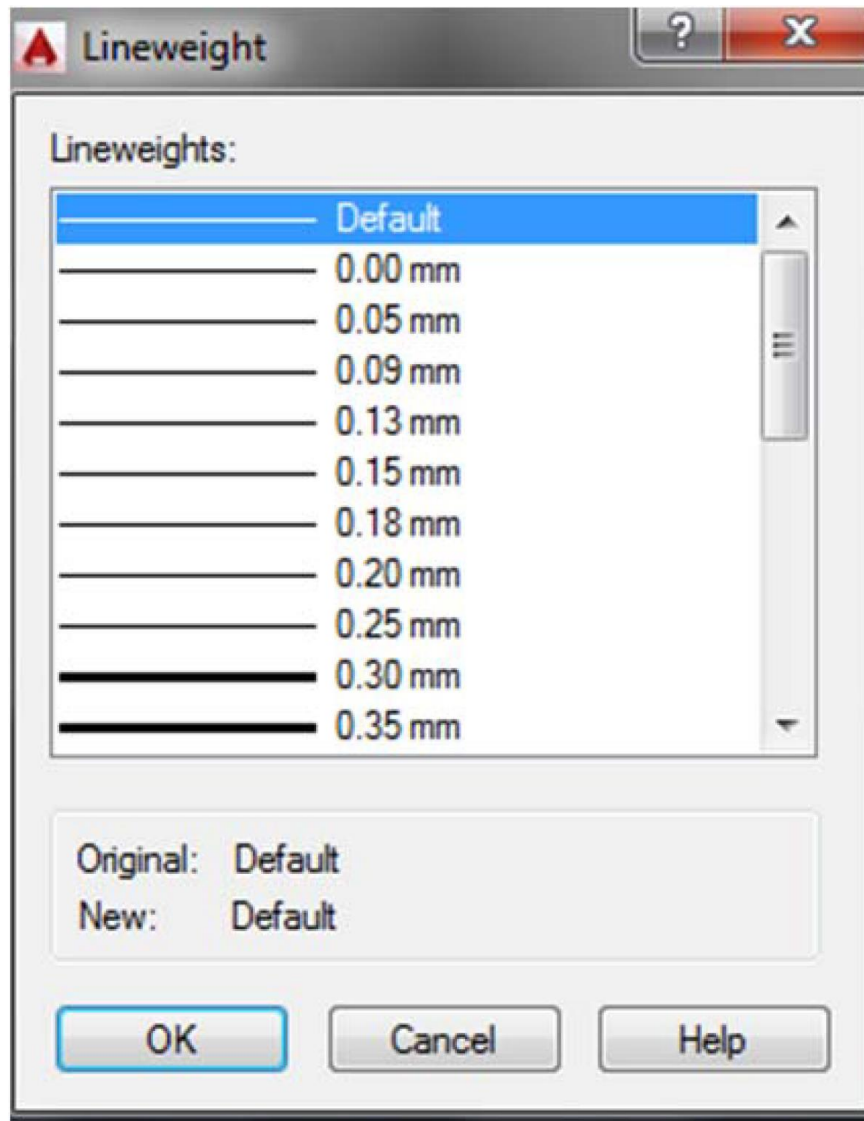 Lineweight
Lineweights:
Default
0.00 mm
0.05 mm
0.09 mm
0.13 mm
0.15 mm
0.18 mm
0.20 mm
0.25 mm
0.30 mm
0.35 mm
Original: Default
New: Default
OK Cancel Help